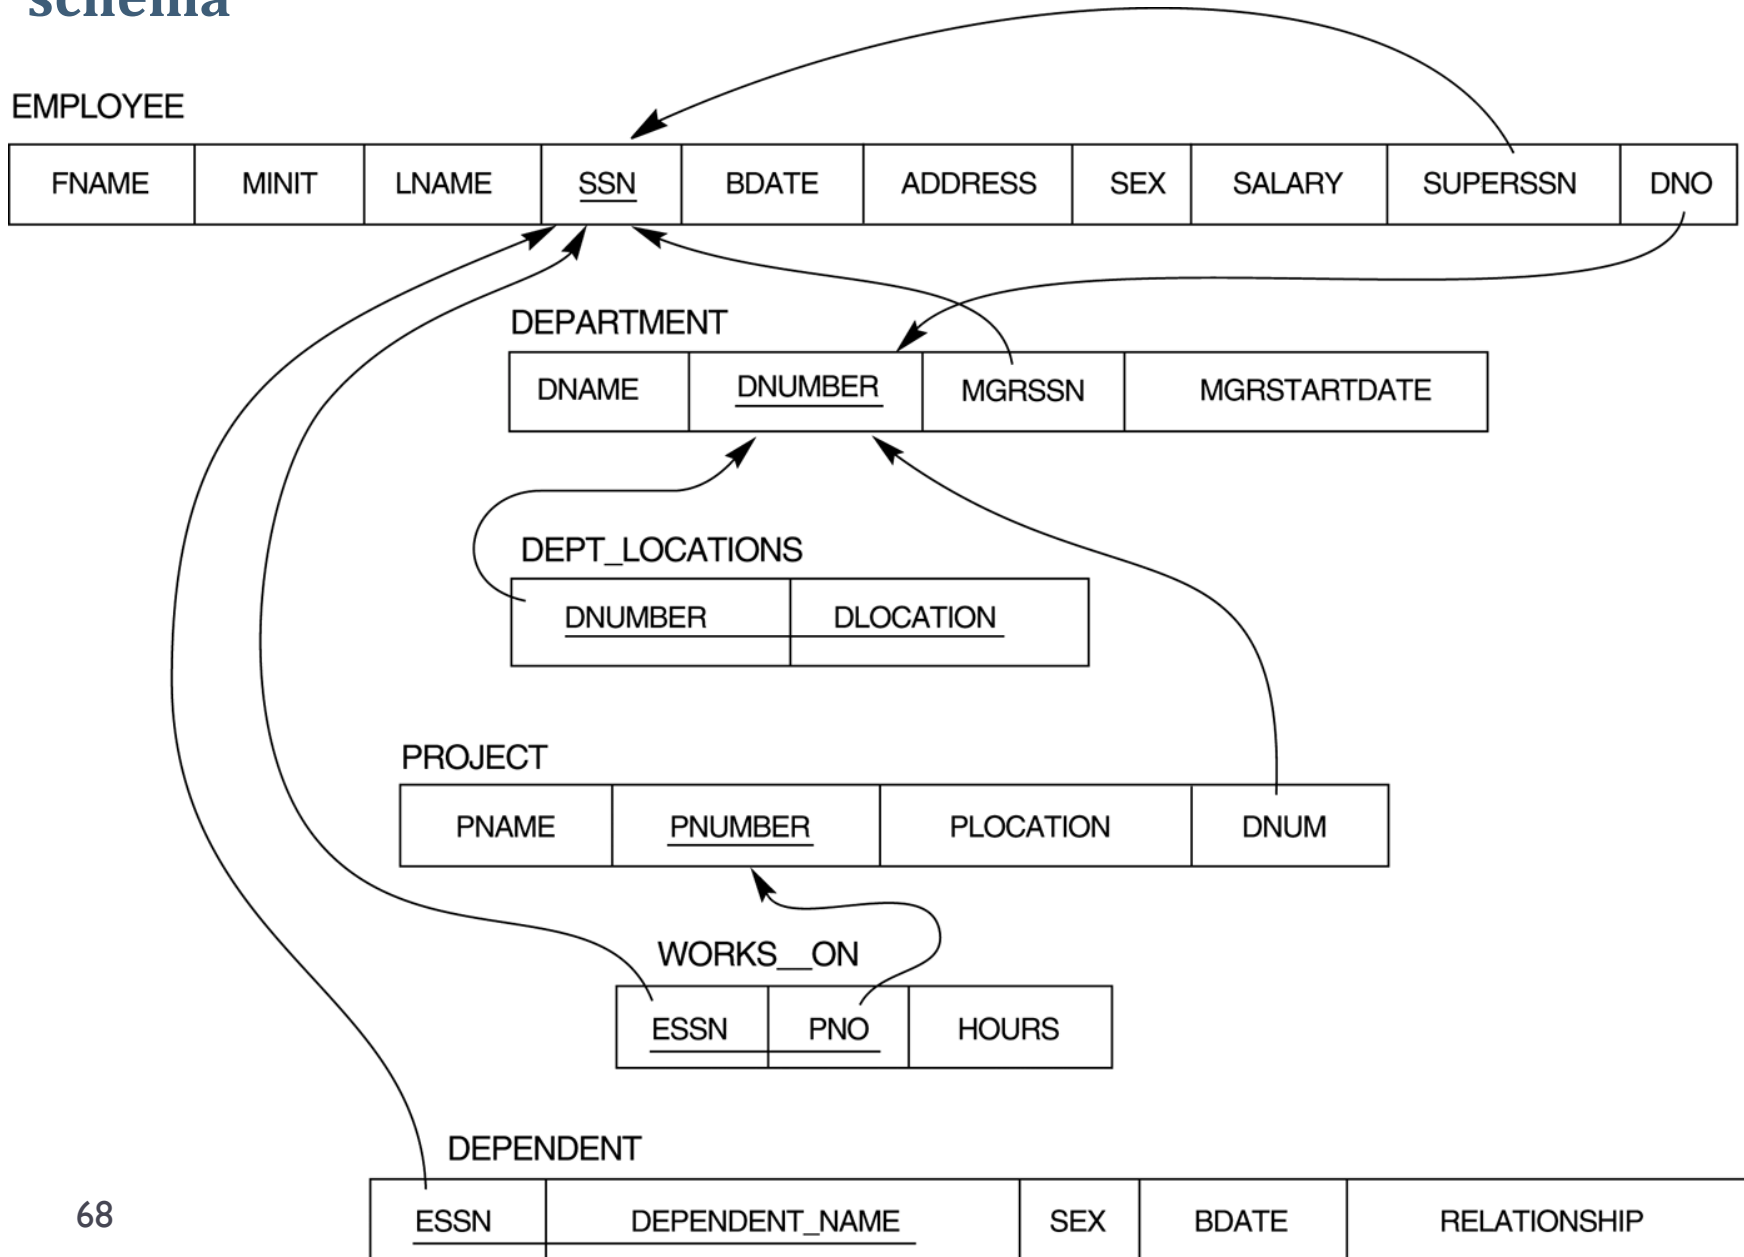 schema
EMPLOYEE
FNAME MINIT LNAME SSN BDATE ADDRESS SEX SALARY SUPERSSN DNO
DEPARTMENT
DNAME DNUMBER MGRSSN MGRSTARTDATE
DEPT_LOCATIONS
DNUMBER DLOCATION
PROJECT
PNAME PNUMBER PLOCATION DNUM
WORKS__ON
ESSN PNO HOURS
DEPENDENT
ESSN DEPENDENT_NAME SEX BDATE RELATIONSHIP
68